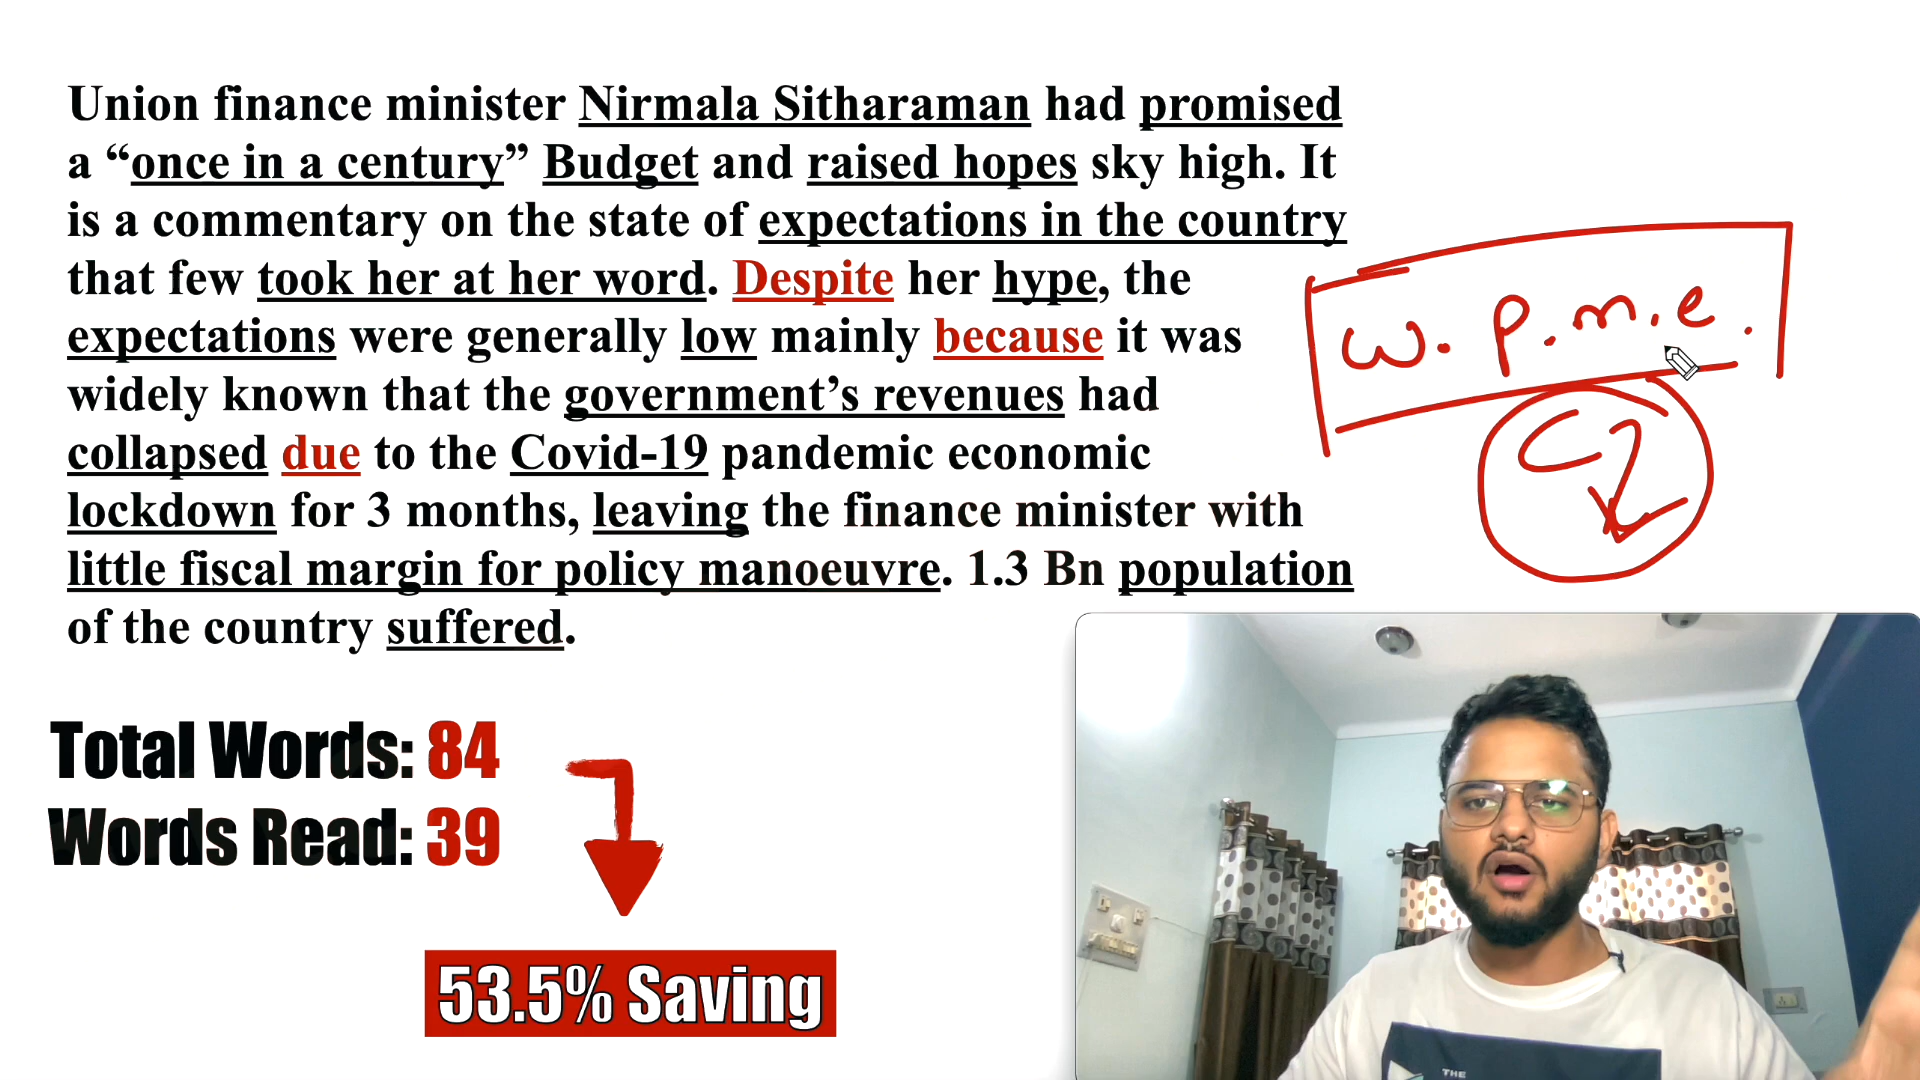 Union finance minister Nirmala Sitharaman had promised
a “once in a century” Budget and raised hopes sky high. It
is a commentary on the state of expectations in the country
that few took her at her word. Despite her hype, the
expectations were generally low mainly because it was
widely known that the government’s revenues had
collapsed due to the Covid-19 pandemic economic
lockdown for 3 months, leaving the finance minister with
little fiscal margin for policy manoeuvre. 1.3 Bn population
of the country suffered.
w. p.m.e.
Total Words: 84
Words Read: 39
53.5% Saving
THE